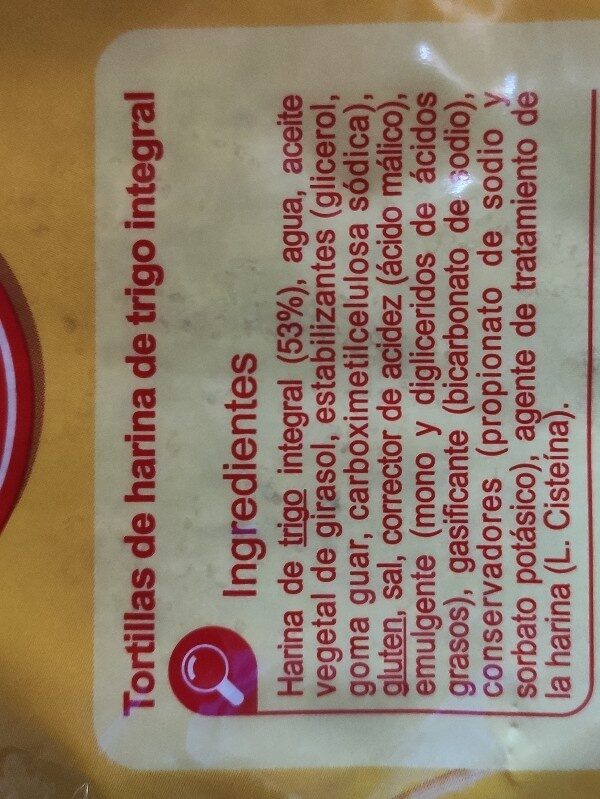 Tortillas de harina de trigo integral
Ingredientes
Harina de trigo integral (53%), agua, aceite
vegetal de girasol, estabilizantes (glicerol,
goma guar, carboximetilcelulosa sódica),
gluten, sal, corrector de acidez (ácido málico),
emulgente (mono y digliceridos de ácidos
grasos), gasificante (bicarbonato de sodio),
conservadores (propionato de sodio y
sorbato potásico), agente de tratamiento de
la harina (L. Cisteína).